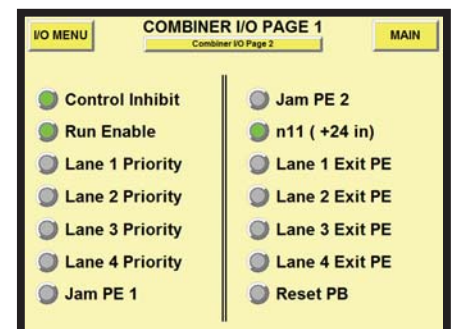 I/O MENU
COMBINER I/O PAGE 1
Combiner I/O Page 2
MAIN
Control Inhibit
Run Enable
Lane 1 Priority
Lane 2 Priority
Lane 3 Priority
Lane 4 Priority
Jam PE 1
Jam PE 2
n11 ( +24 in)
Lane 1 Exit PE
Lane 2 Exit PE
Lane 3 Exit PE
Lane 4 Exit PE
Reset PB